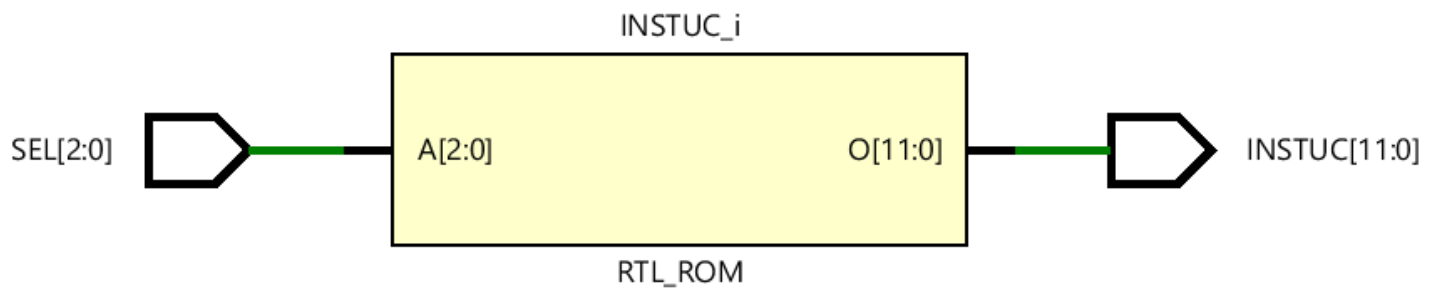 INSTUC_i
SEL[2:0]
A[2:0]
O[11:0]
INSTUC[11:0]
RTL_ROM